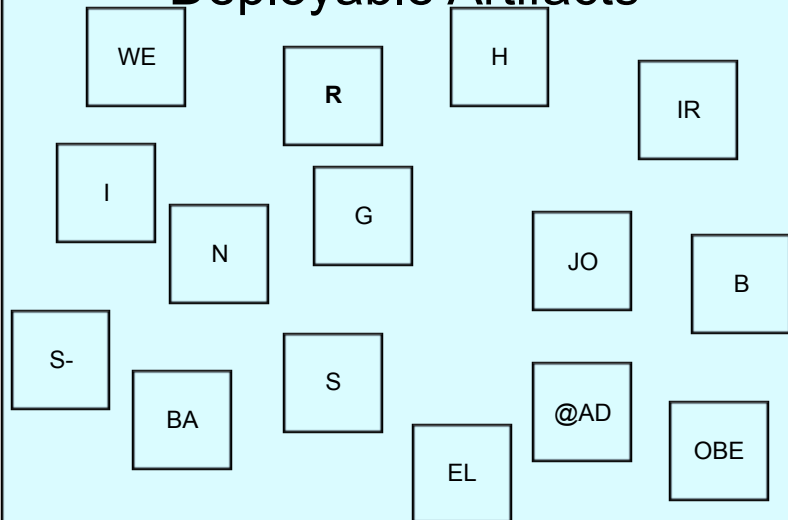 Deployable Artifacts
WE
H
R
IR
I
G
N
JO
B
S-
S
BA
@AD
OBE
EL